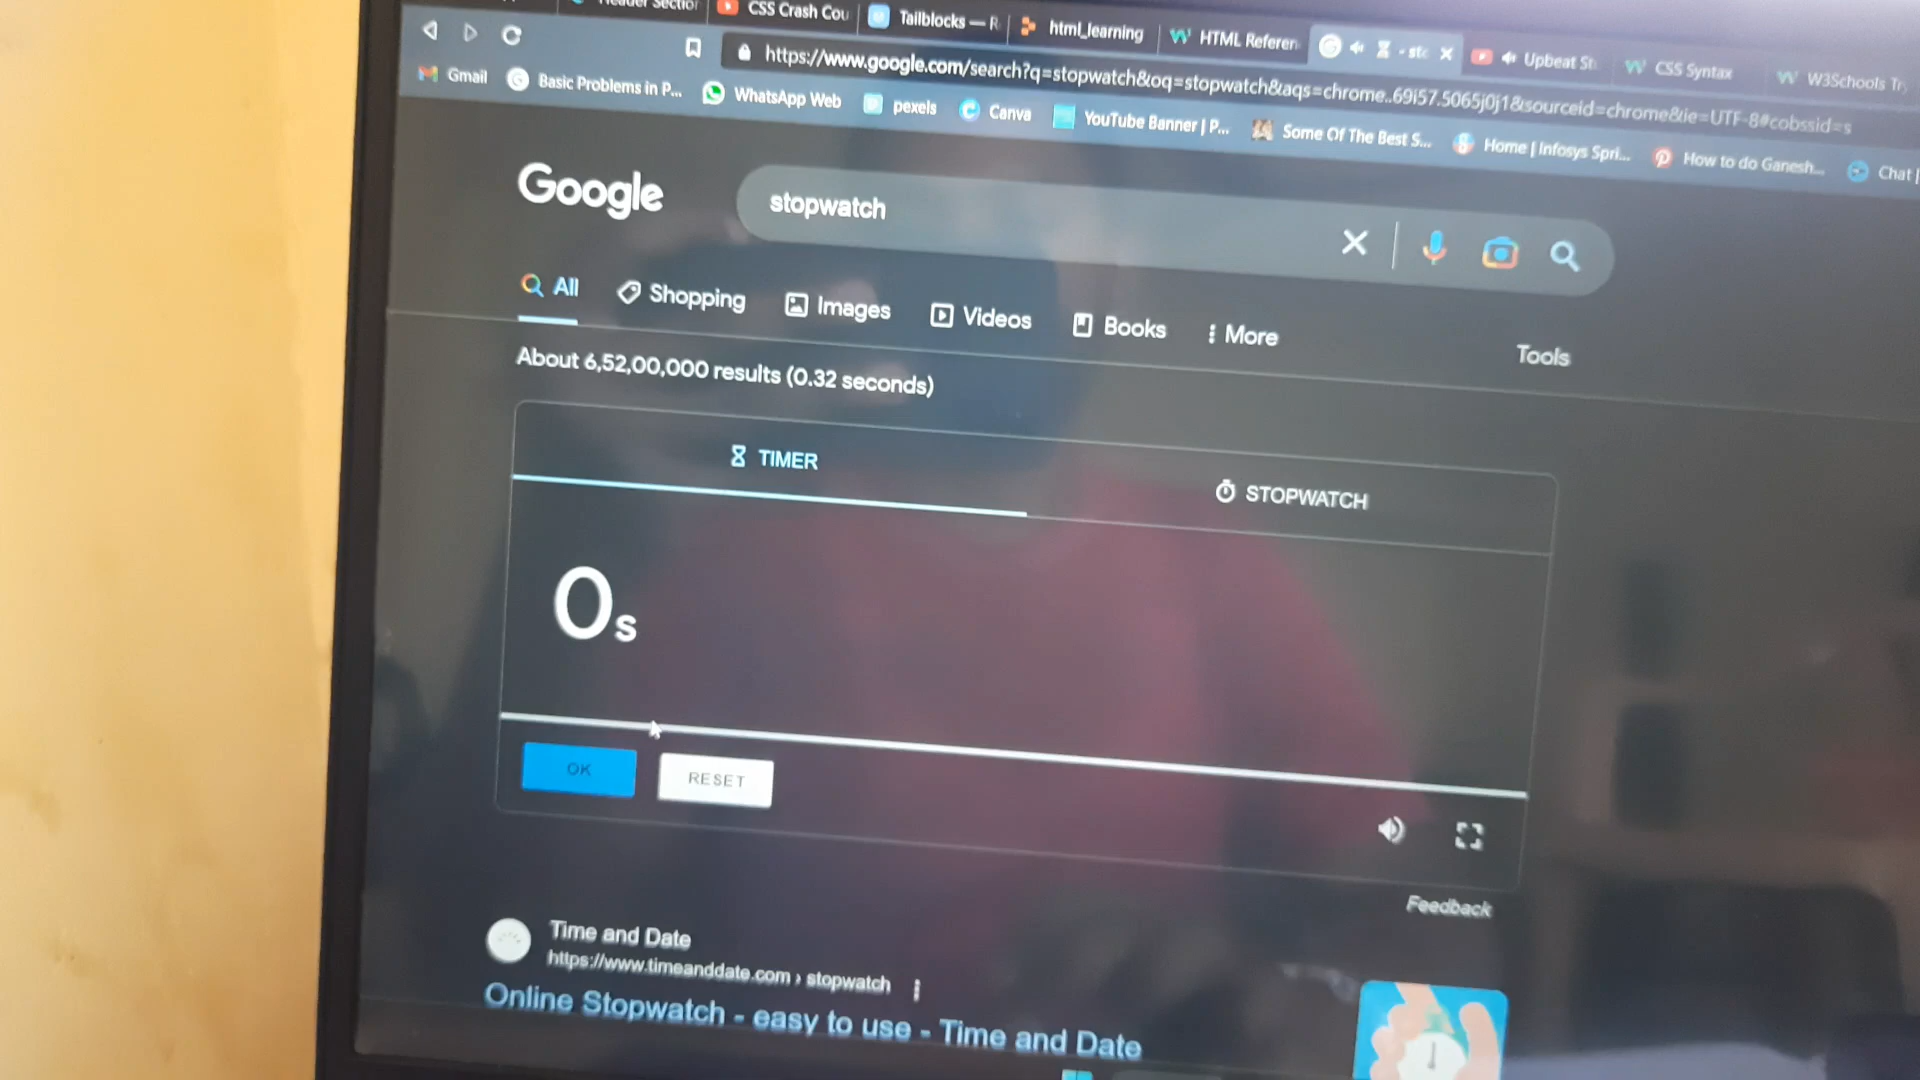 CSS Crash Cou
Tailblocks — R
html_learning
HTML Referen
- stc
Upbeat St
CSS Syntax
W3Schools Tr
https://www.google.com/search?q=stopwatch&oq=stopwatch&aqs=chrome..69i57.5065j0j1&sourceid=chrome&ie=UTF-8#cobssid=s
Gmail
Basic Problems in P...
WhatsApp Web
pexels
Canva
YouTube Banner | P...
Some Of The Best S...
Home | Infosys Spri...
How to do Ganesh...
Chat |
Google
stopwatch
All
Shopping
Images
Videos
Books
More
Tools
About 6,52,00,000 results (0.32 seconds)
TIMER
STOPWATCH
0s
OK
RESET
Feedback
Time and Date
https://www.timeanddate.com › stopwatch
Online Stopwatch - easy to use - Time and Date